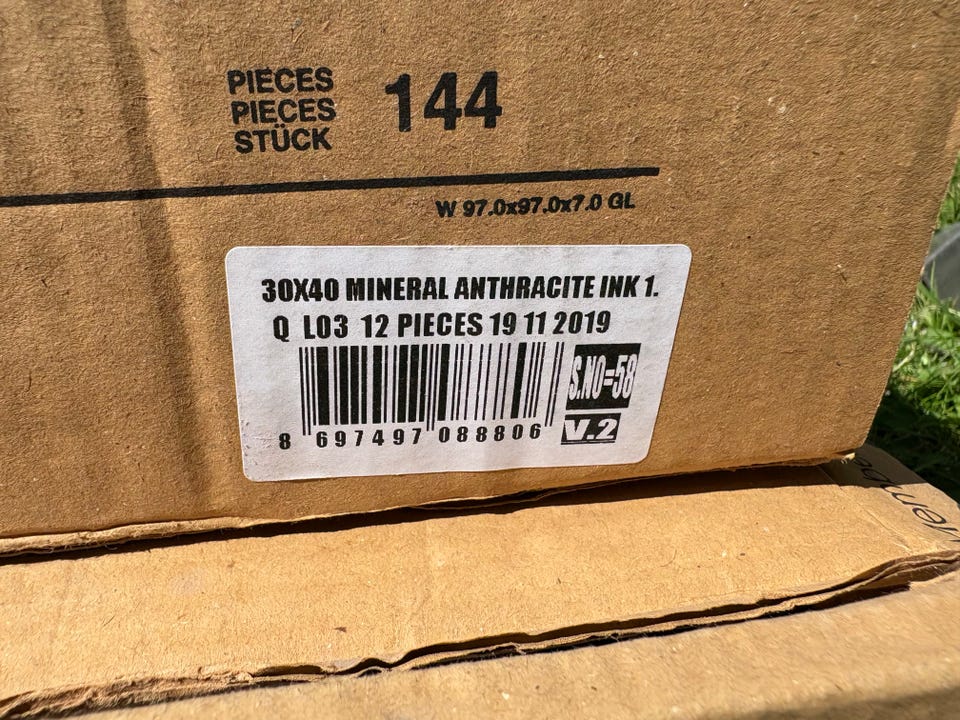 PIECES
PIECES 144
STÜCK
W 97.0x97.0x7.0 GL
30X40 MINERAL ANTHRACITE INK 1.
Q L03 12 PIECES 19 11 2019
S.NO=58
8 697497 088806 V.2